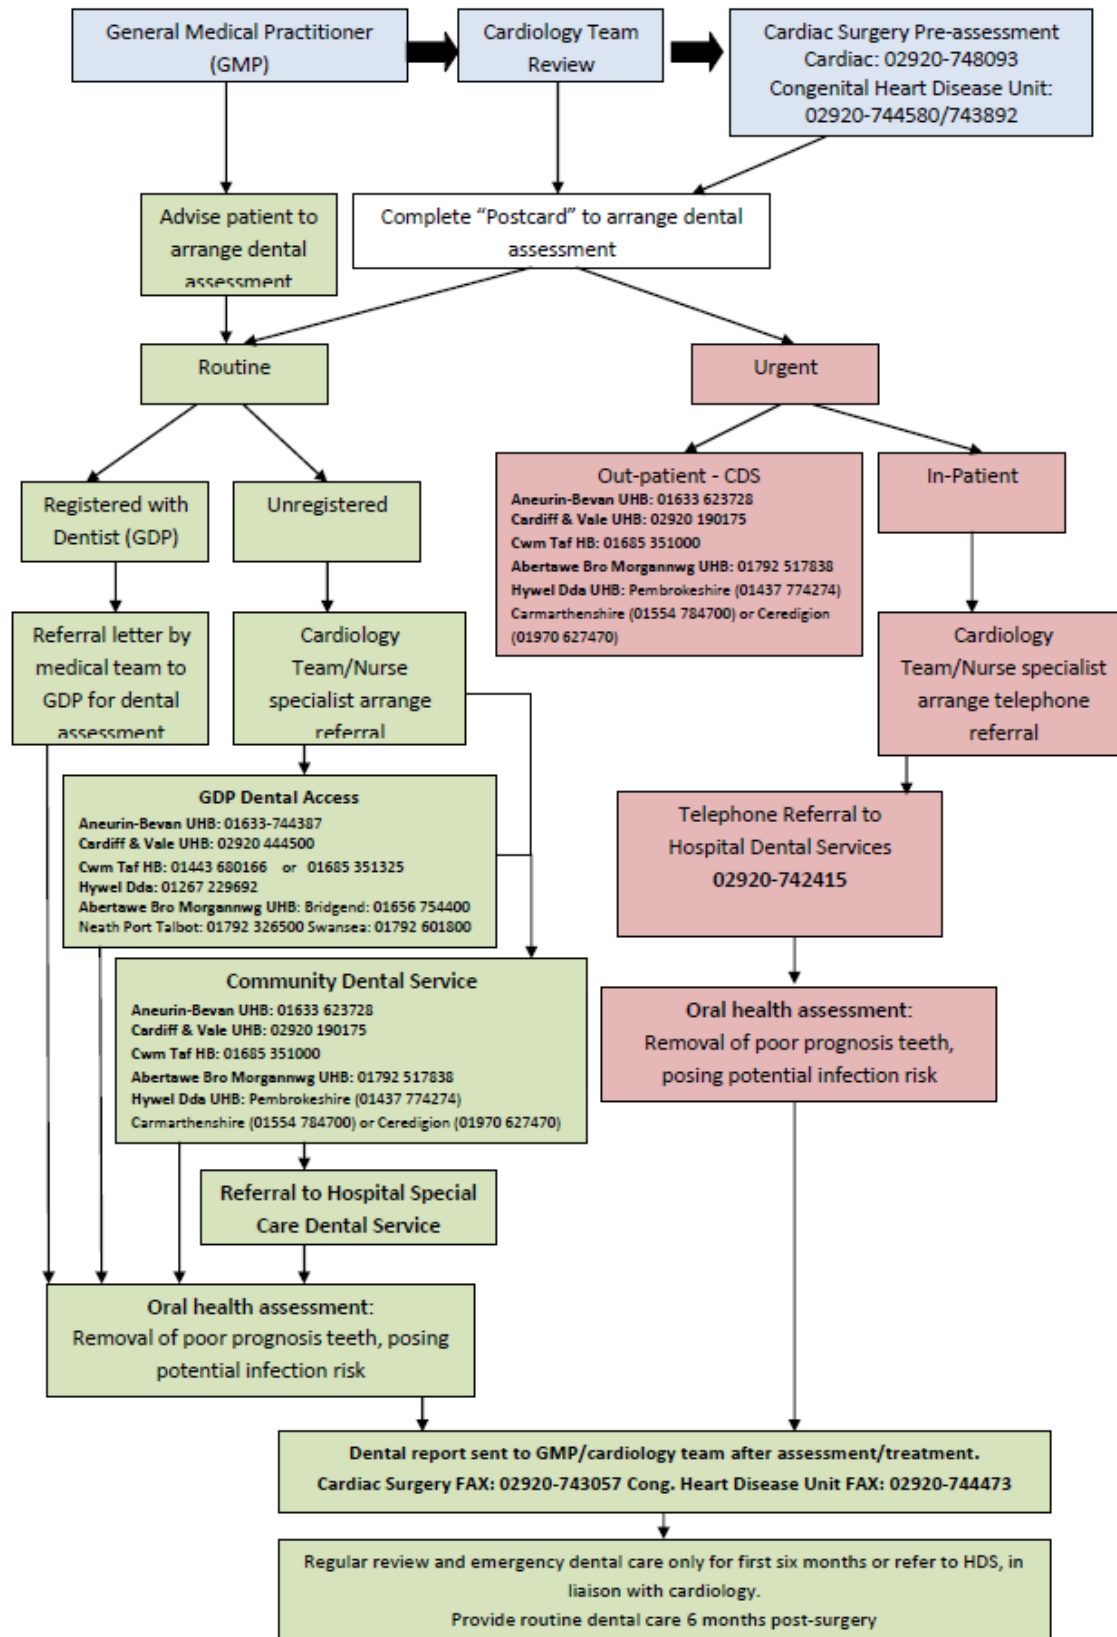 General Medical Practitioner
(GMP)
Cardiology Team
Review
Cardiac Surgery Pre-assessment
Cardiac: 02920-748093
Congenital Heart Disease Unit:
02920-744580/743892
Advise patient to
arrange dental
assessment
Complete “Postcard” to arrange dental
assessment
Routine
Urgent
Registered with
Dentist (GDP)
Unregistered
Out-patient - CDS
Aneurin-Bevan UHB: 01633 623728
Cardiff & Vale UHB: 02920 190175
Cwm Taf HB: 01685 351000
Abertawe Bro Morgannwg UHB: 01792 517838
Hywel Dda UHB: Pembrokeshire (01437 774274)
Carmarthenshire (01554 784700) or Ceredigion
(01970 627470)
In-Patient
Referral letter by
medical team to
GDP for dental
assessment
Cardiology
Team/Nurse
specialist arrange
referral
Cardiology
Team/Nurse specialist
arrange telephone
referral
GDP Dental Access
Aneurin-Bevan UHB: 01633-744387
Cardiff & Vale UHB: 02920 444500
Cwm Taf HB: 01443 680166 or 01685 351325
Hywel Dda: 01267 229692
Abertawe Bro Morgannwg UHB: Bridgend: 01656 754400
Neath Port Talbot: 01792 326500 Swansea: 01792 601800
Telephone Referral to
Hospital Dental Services
02920-742415
Community Dental Service
Aneurin-Bevan UHB: 01633 623728
Cardiff & Vale UHB: 02920 190175
Cwm Taf HB: 01685 351000
Abertawe Bro Morgannwg UHB: 01792 517838
Hywel Dda UHB: Pembrokeshire (01437 774274)
Carmarthenshire (01554 784700) or Ceredigion (01970 627470)
Oral health assessment:
Removal of poor prognosis teeth,
posing potential infection risk
Referral to Hospital Special
Care Dental Service
Oral health assessment:
Removal of poor prognosis teeth, posing
potential infection risk
Dental report sent to GMP/cardiology team after assessment/treatment.
Cardiac Surgery FAX: 02920-743057 Cong. Heart Disease Unit FAX: 02920-744473
Regular review and emergency dental care only for first six months or refer to HDS, in
liaison with cardiology.
Provide routine dental care 6 months post-surgery